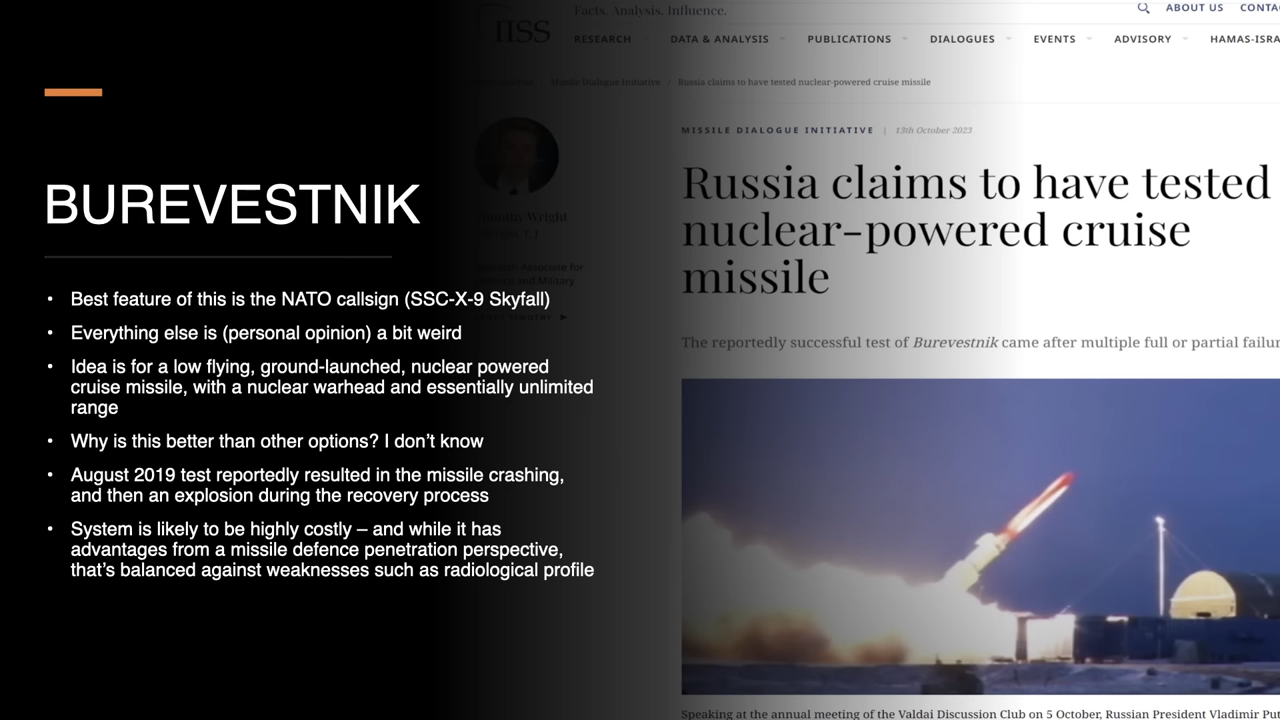 Facts. Analysis. Influence.
IISS
ABOUT US
RESEARCH DATA & ANALYSIS PUBLICATIONS DIALOGUES EVENTS ADVISORY
Missile Dialogue Initiative / Russia claims to have tested nuclear-powered cruise missile
MISSILE DIALOGUE INITIATIVE | 13th October 2023
BUREVESTNIK
Russia claims to have tested
nuclear-powered cruise
missile
Timothy Wright
• Best feature of this is the NATO callsign (SSC-X-9 Skyfall)
• Everything else is (personal opinion) a bit weird
• Idea is for a low flying, ground-launched, nuclear powered
cruise missile, with a nuclear warhead and essentially unlimited
range
• Why is this better than other options? I don’t know
• August 2019 test reportedly resulted in the missile crashing,
and then an explosion during the recovery process
• System is likely to be highly costly – and while it has
advantages from a missile defence penetration perspective,
that’s balanced against weaknesses such as radiological profile
Associate for
and Military
The reportedly successful test of Burevestnik came after multiple full or partial
Speaking at the annual meeting of the Valdai Discussion Club on 5 October, Russian President Vladimir